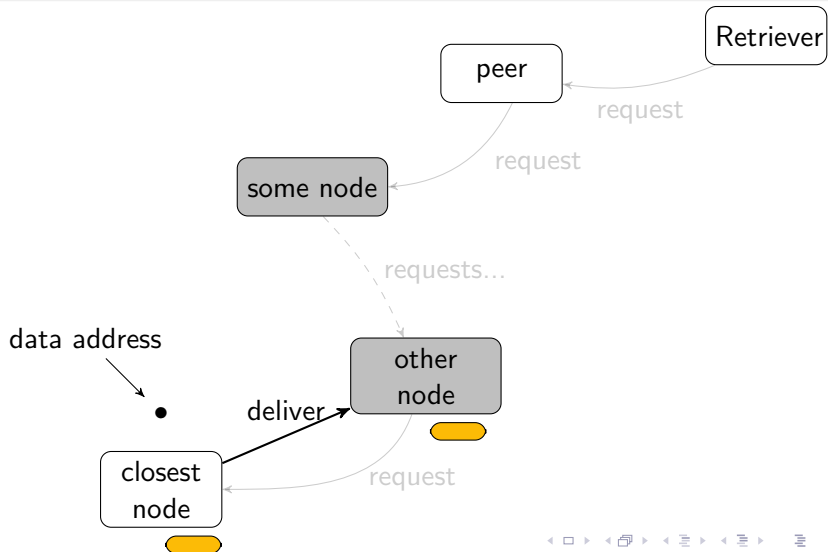 Retriever
peer
request
request
some node
requests...
data address
other
node
deliver
closest
node
request